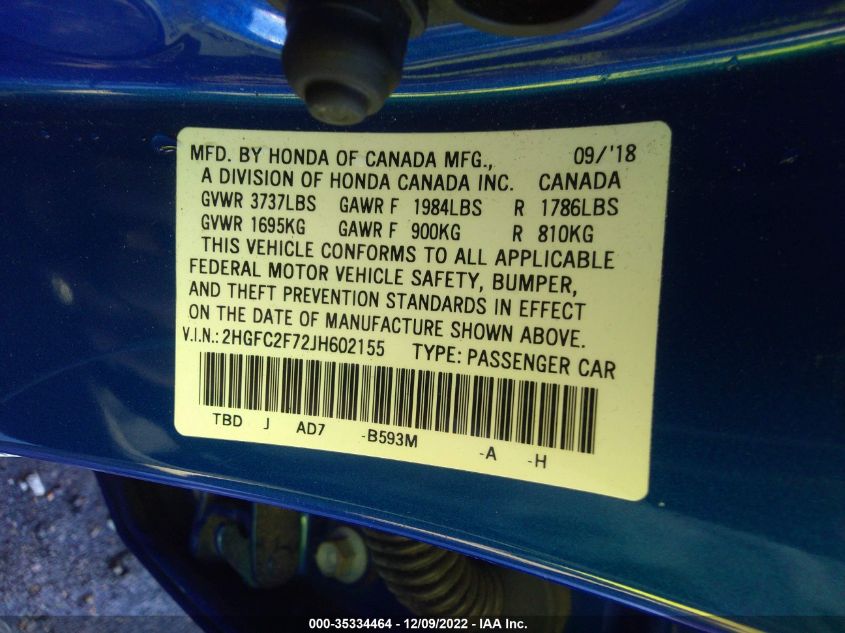 MFD. BY HONDA OF CANADA MFG., 09/'18
A DIVISION OF HONDA CANADA INC. CANADA
GVWR 3737LBS GAWR F 1984LBS R 1786LBS
GVWR 1695KG GAWR F 900KG R 810KG
THIS VEHICLE CONFORMS TO ALL APPLICABLE
FEDERAL MOTOR VEHICLE SAFETY, BUMPER,
AND THEFT PREVENTION STANDARDS IN EFFECT
ON THE DATE OF MANUFACTURE SHOWN ABOVE.
V.I.N.: 2HGFC2F72JH602155 TYPE: PASSENGER CAR
TBD J AD7 -B593M -A -H
000-35334464 - 12/09/2022 - IAA Inc.